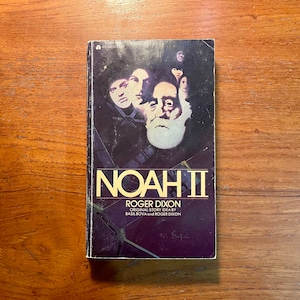 NOAH II
ROGER DIXON
ORIGINAL STORY IDEA BY
BASIL BOVA and ROGER DIXON